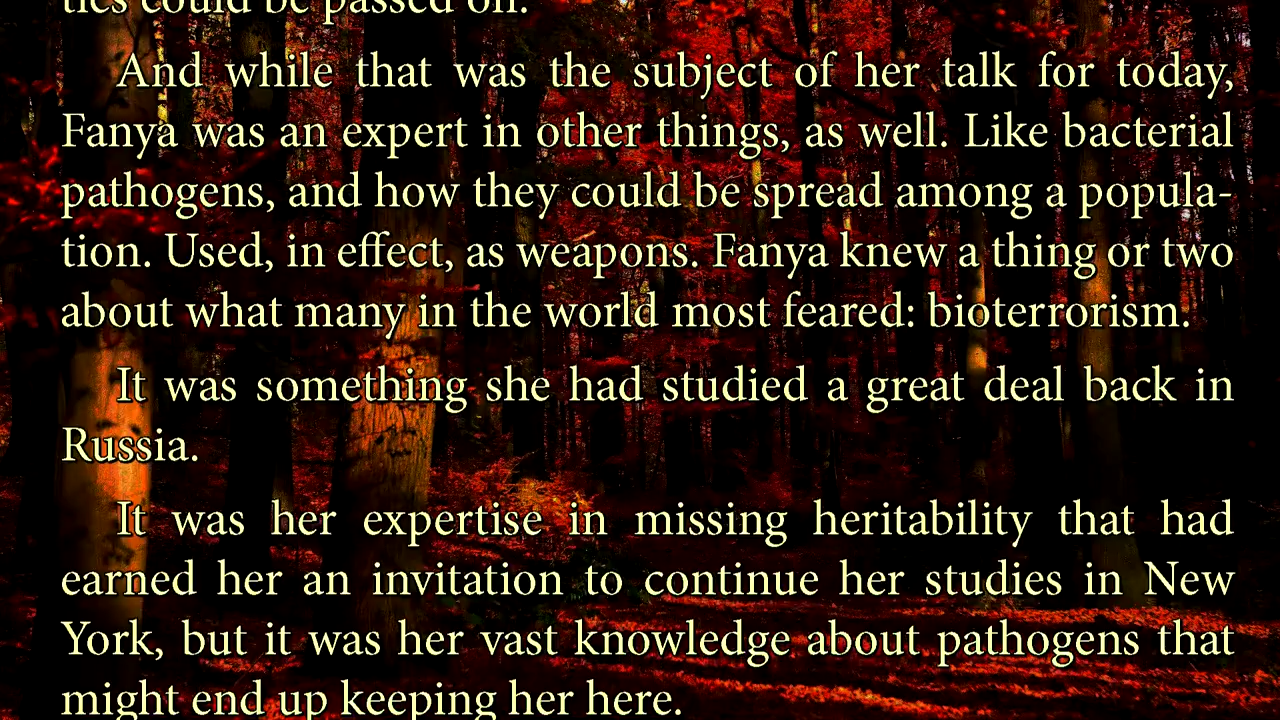 ties could be passed on.
And while that was the subject of her talk for today,
Fanya was an expert in other things, as well. Like bacterial
pathogens, and how they could be spread among a popula-
tion. Used, in effect, as weapons. Fanya knew a thing or two
about what many in the world most feared: bioterrorism.
It was something she had studied a great deal back in
Russia.
It was her expertise in missing heritability that had
earned her an invitation to continue her studies in New
York, but it was her vast knowledge about pathogens that
might end up keeping her here.